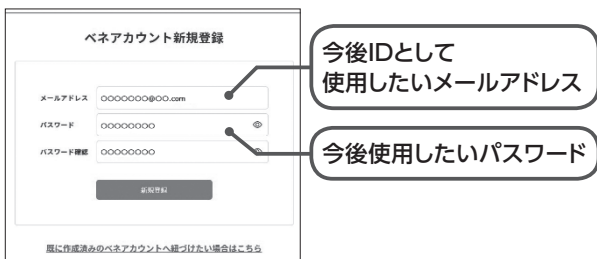 ベネアカウント新規登録
メールアドレス 〇〇〇〇〇〇〇@〇〇.com
パスワード 〇〇〇〇〇〇〇〇
パスワード確認 〇〇〇〇〇〇〇〇
新規登録
既に作成済みのベネアカウントへ紐づけたい場合はこちら
今後IDとして
使用したいメールアドレス
今後使用したいパスワード